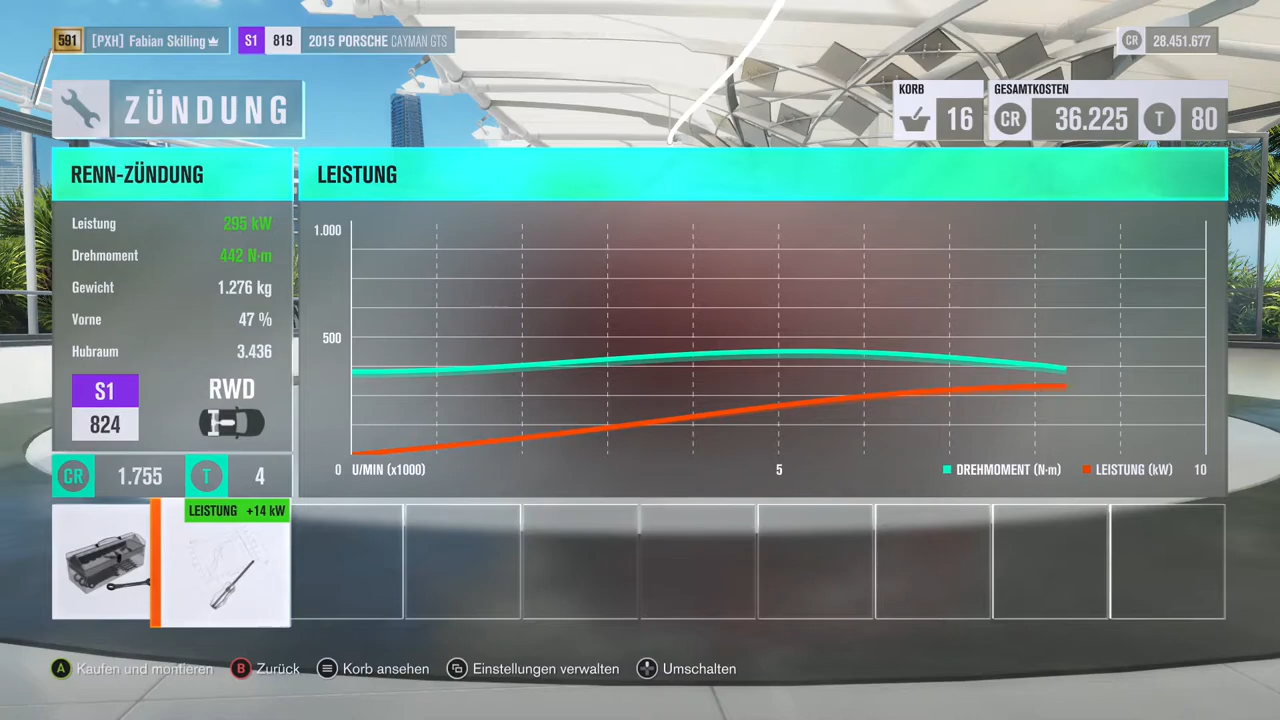 591 [PXH] Fabian Skilling S1 819 2015 PORSCHE CAYMAN GTS CR 28.451.677
ZÜNDUNG
KORB 16 GESAMTKOSTEN CR 36.225 T 80
RENN-ZÜNDUNG
Leistung 295 kW
Drehmoment 442 N·m
Gewicht 1.276 kg
Vorne 47 %
Hubraum 3.436
S1 RWD
824
CR 1.755 T 4
LEISTUNG
1.000
500
0 U/MIN (x1000) 5 DREHMOMENT (N·m) LEISTUNG (kW) 10
LEISTUNG +14 kW
A Kaufen und montieren B Zurück Korb ansehen Einstellungen verwalten Umschalten